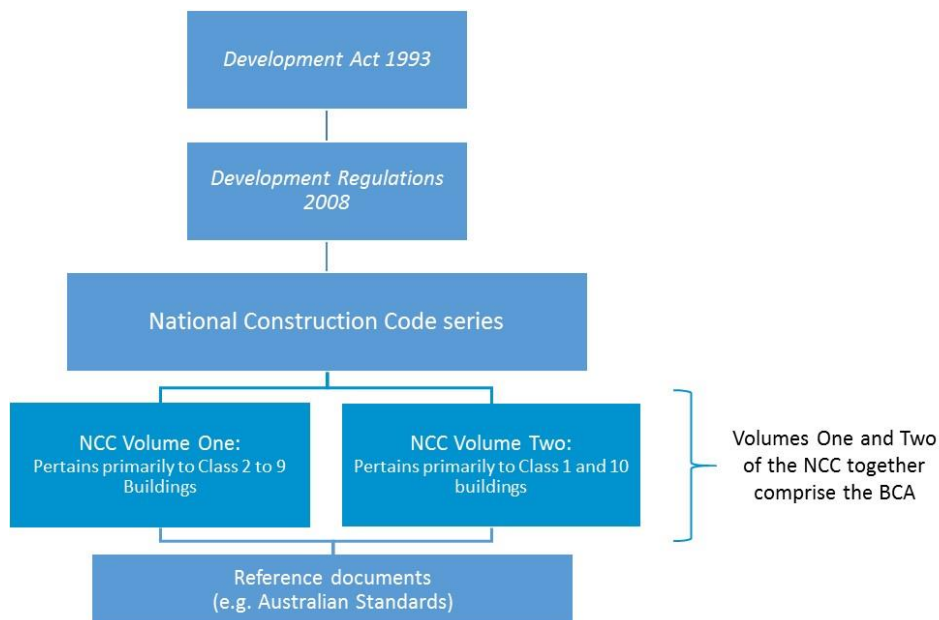 Development Act 1993
Development Regulations
2008
National Construction Code series
NCC Volume One:
Pertains primarily to Class 2 to 9
Buildings
NCC Volume Two:
Pertains primarily to Class 1 and 10
buildings
Volumes One and Two
of the NCC together
comprise the BCA
Reference documents
(e.g. Australian Standards)